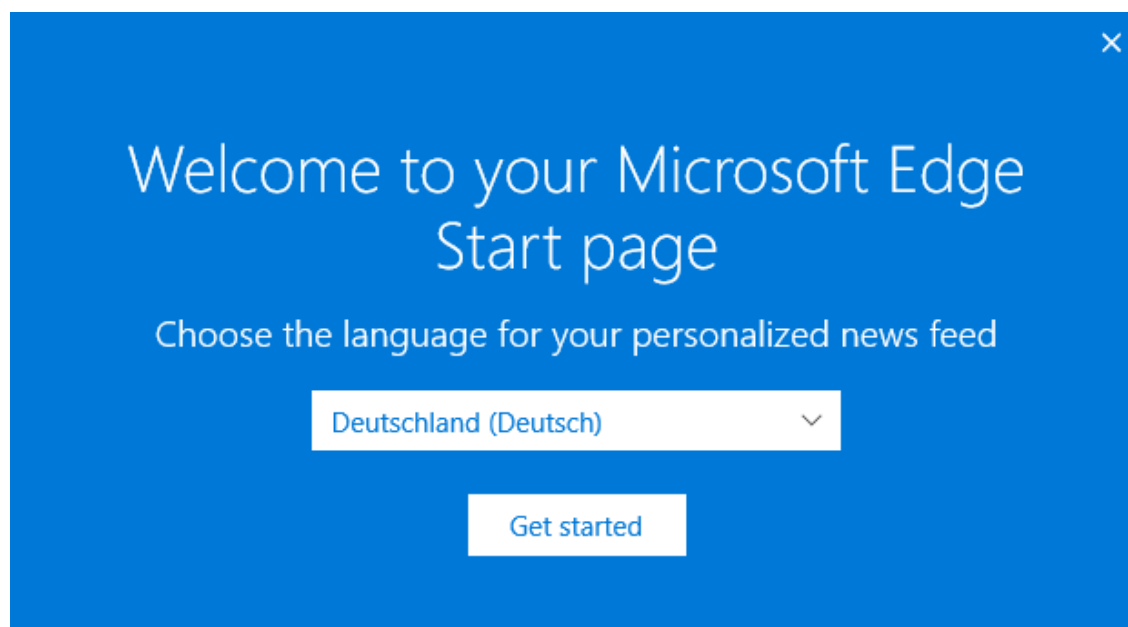 Welcome to your Microsoft Edge
Start page
Choose the language for your personalized news feed
Deutschland (Deutsch)
Get started